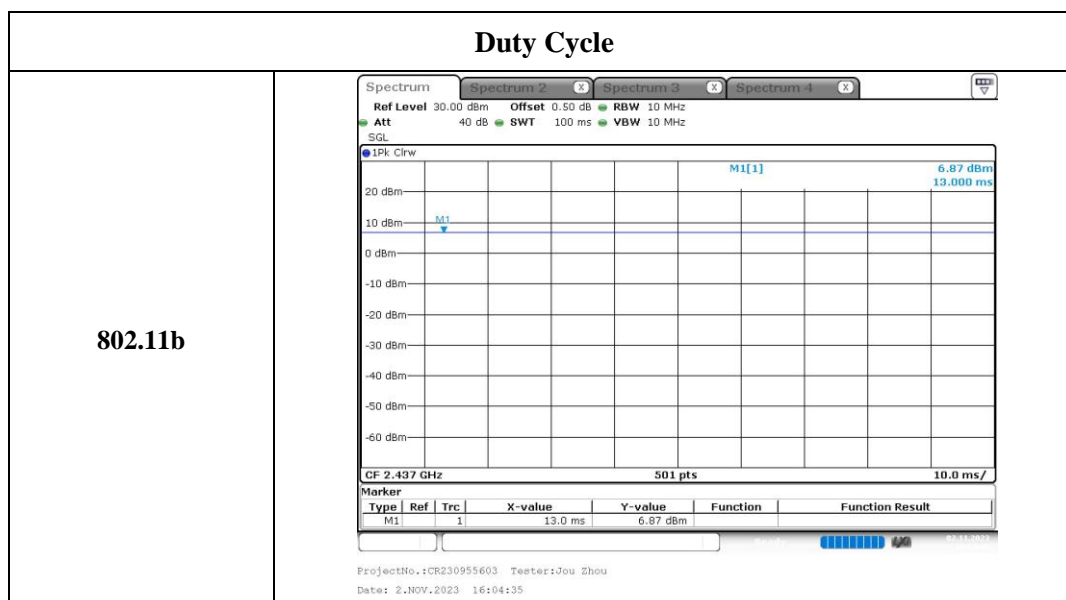 Duty Cycle
802.11b
Spectrum Spectrum 2 X Spectrum 3 X Spectrum 4 X
Ref Level 30.00 dBm Offset 0.50 dB RBW 10 MHz
Att 40 dB SWT 100 ms VBW 10 MHz
SGL
1Pk Clrw
M1[1] 6.87 dBm
13.000 ms
20 dBm
10 dBm
M1
0 dBm
-10 dBm
-20 dBm
-30 dBm
-40 dBm
-50 dBm
-60 dBm
CF 2.437 GHz 501 pts 10.0 ms/
Marker
Type Ref Trc X-value Y-value Function Function Result
M1 1 13.0 ms 6.87 dBm
ProjectNo.:CR230955603 Tester:Jou Zhou
Date: 2.NOV.2023 16:04:35